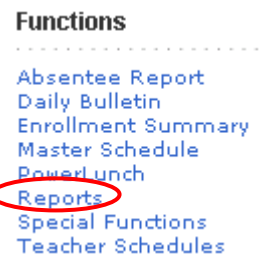 Functions
Absentee Report
Daily Bulletin
Enrollment Summary
Master Schedule
PowerLunch
Reports
Special Functions
Teacher Schedules